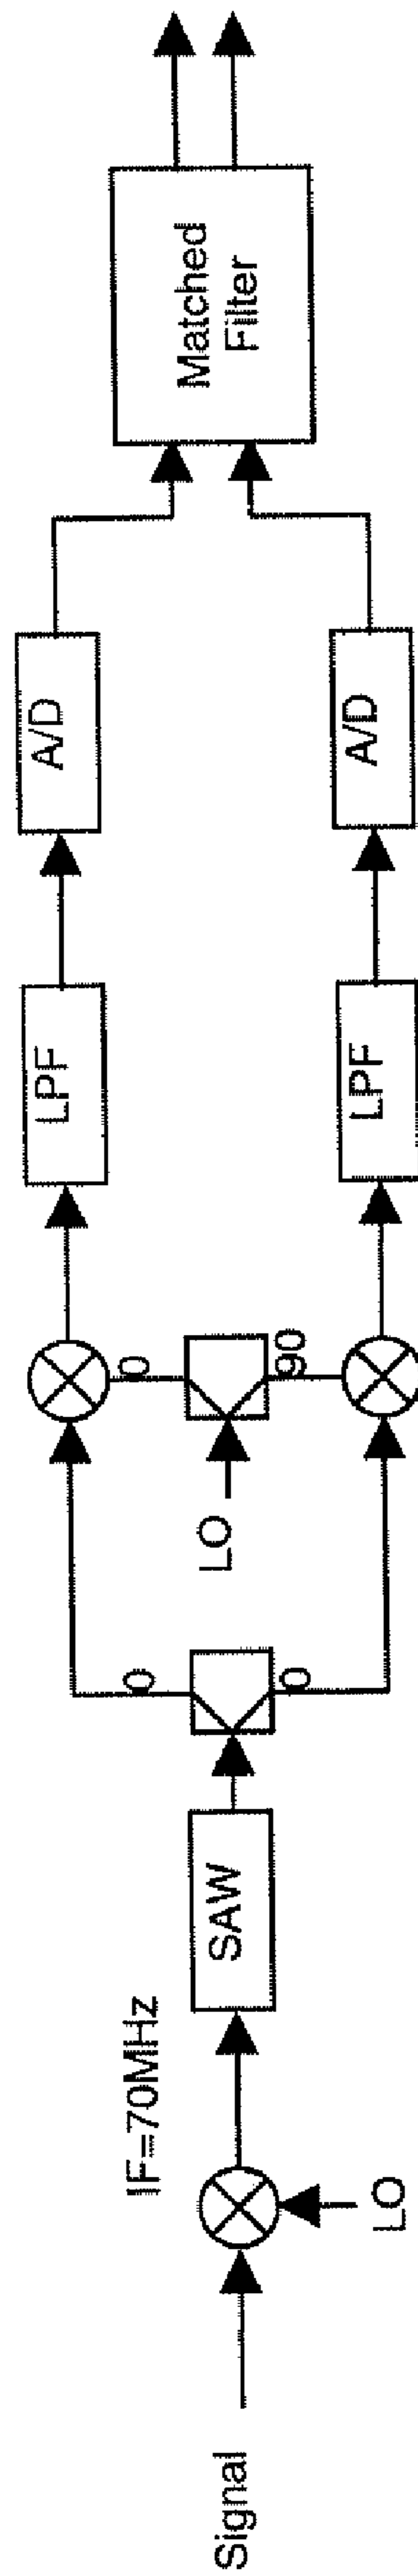 Signal
LO
IF=70MHz
SAW
0
0
LO
0
90
LPF
LPF
A/D
A/D
Matched
Filter